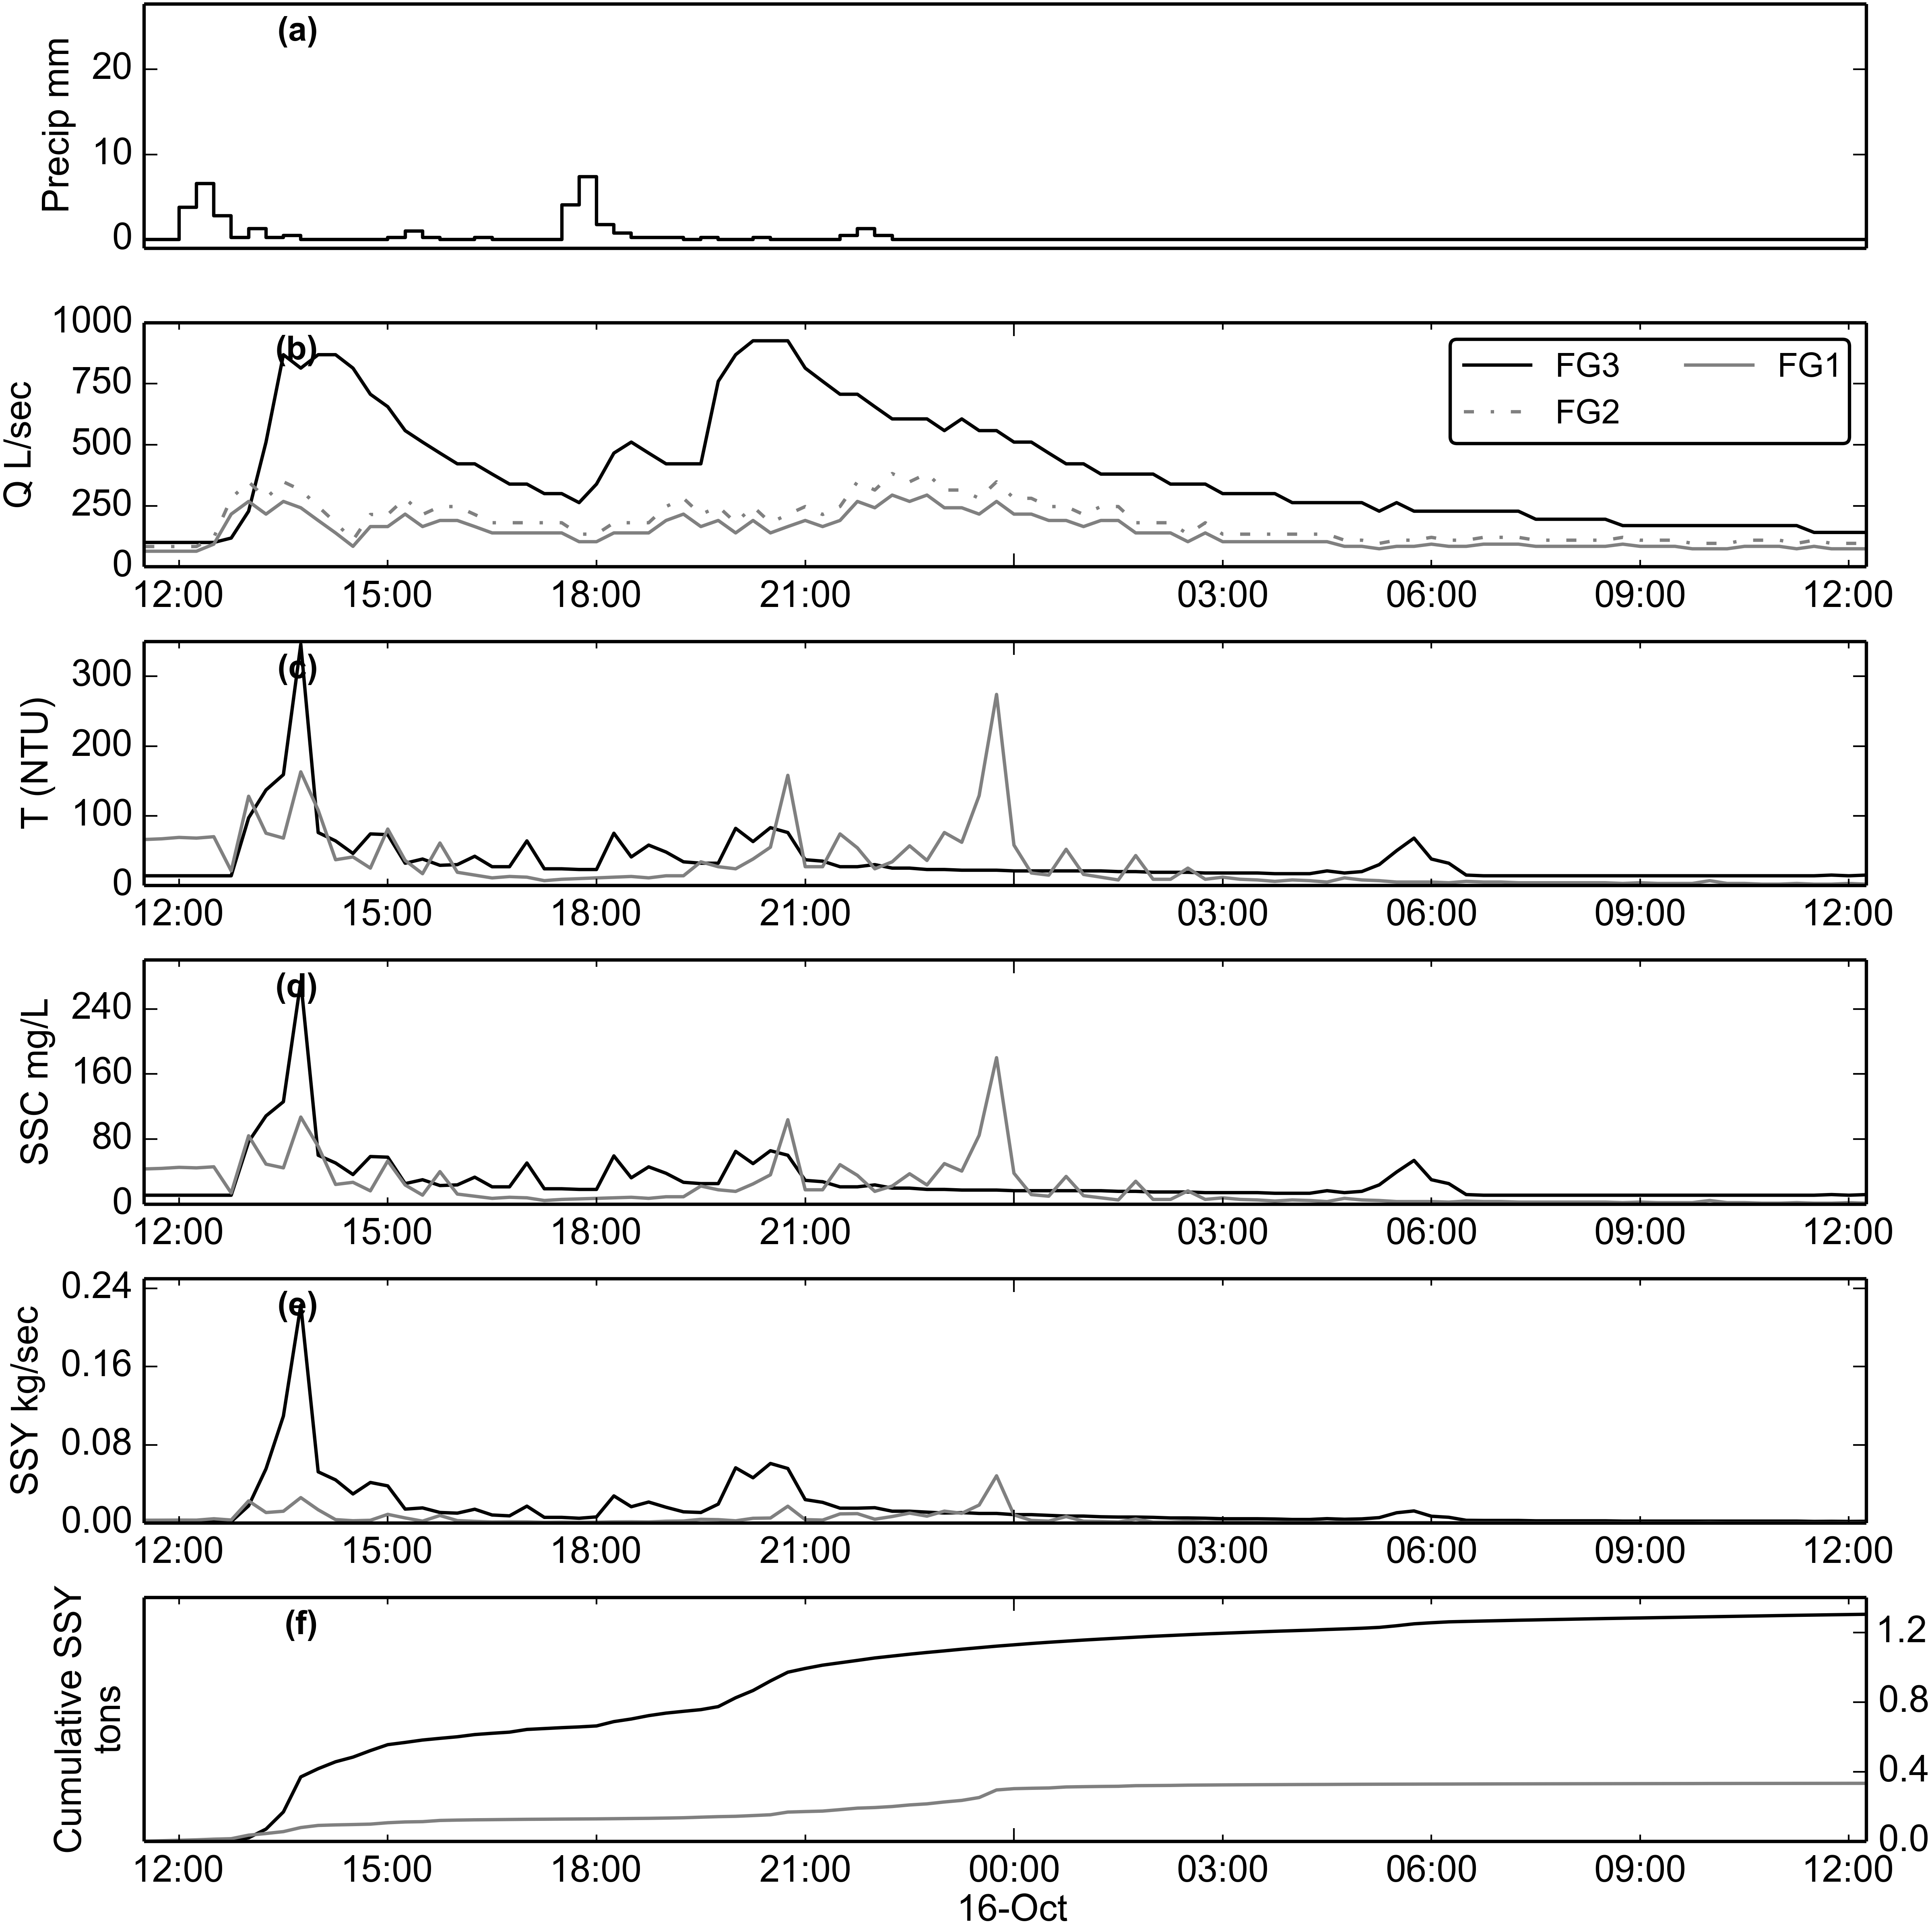 (a)
Precip mm
20
10
0
(b)
Q L/sec
1000
750
500
250
0
FG3 FG1
FG2
12:00 15:00 18:00 21:00 03:00 06:00 09:00 12:00
(c)
T (NTU)
300
200
100
0
12:00 15:00 18:00 21:00 03:00 06:00 09:00 12:00
(d)
SSC mg/L
240
160
80
0
12:00 15:00 18:00 21:00 03:00 06:00 09:00 12:00
(e)
SSY kg/sec
0.24
0.16
0.08
0.00
12:00 15:00 18:00 21:00 03:00 06:00 09:00 12:00
(f)
Cumulative SSY
tons
1.2
0.8
0.4
0.0
12:00 15:00 18:00 21:00 00:00 03:00 06:00 09:00 12:00
16-Oct